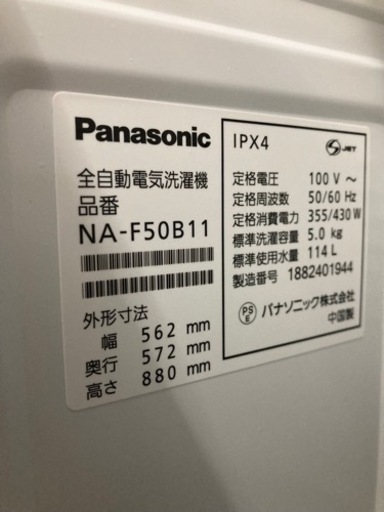 Panasonic
全自動電気洗濯機
品番
NA-F50B11
外形寸法
幅 562 mm
奥行 572 mm
高さ 880 mm
IPX4
JET
定格電圧 100 V ～
定格周波数 50/60 Hz
定格消費電力 355/430 W
標準洗濯容量 5.0 kg
標準使用水量 114 L
製造番号 1882401944
PS
E
パナソニック株式会社
中国製